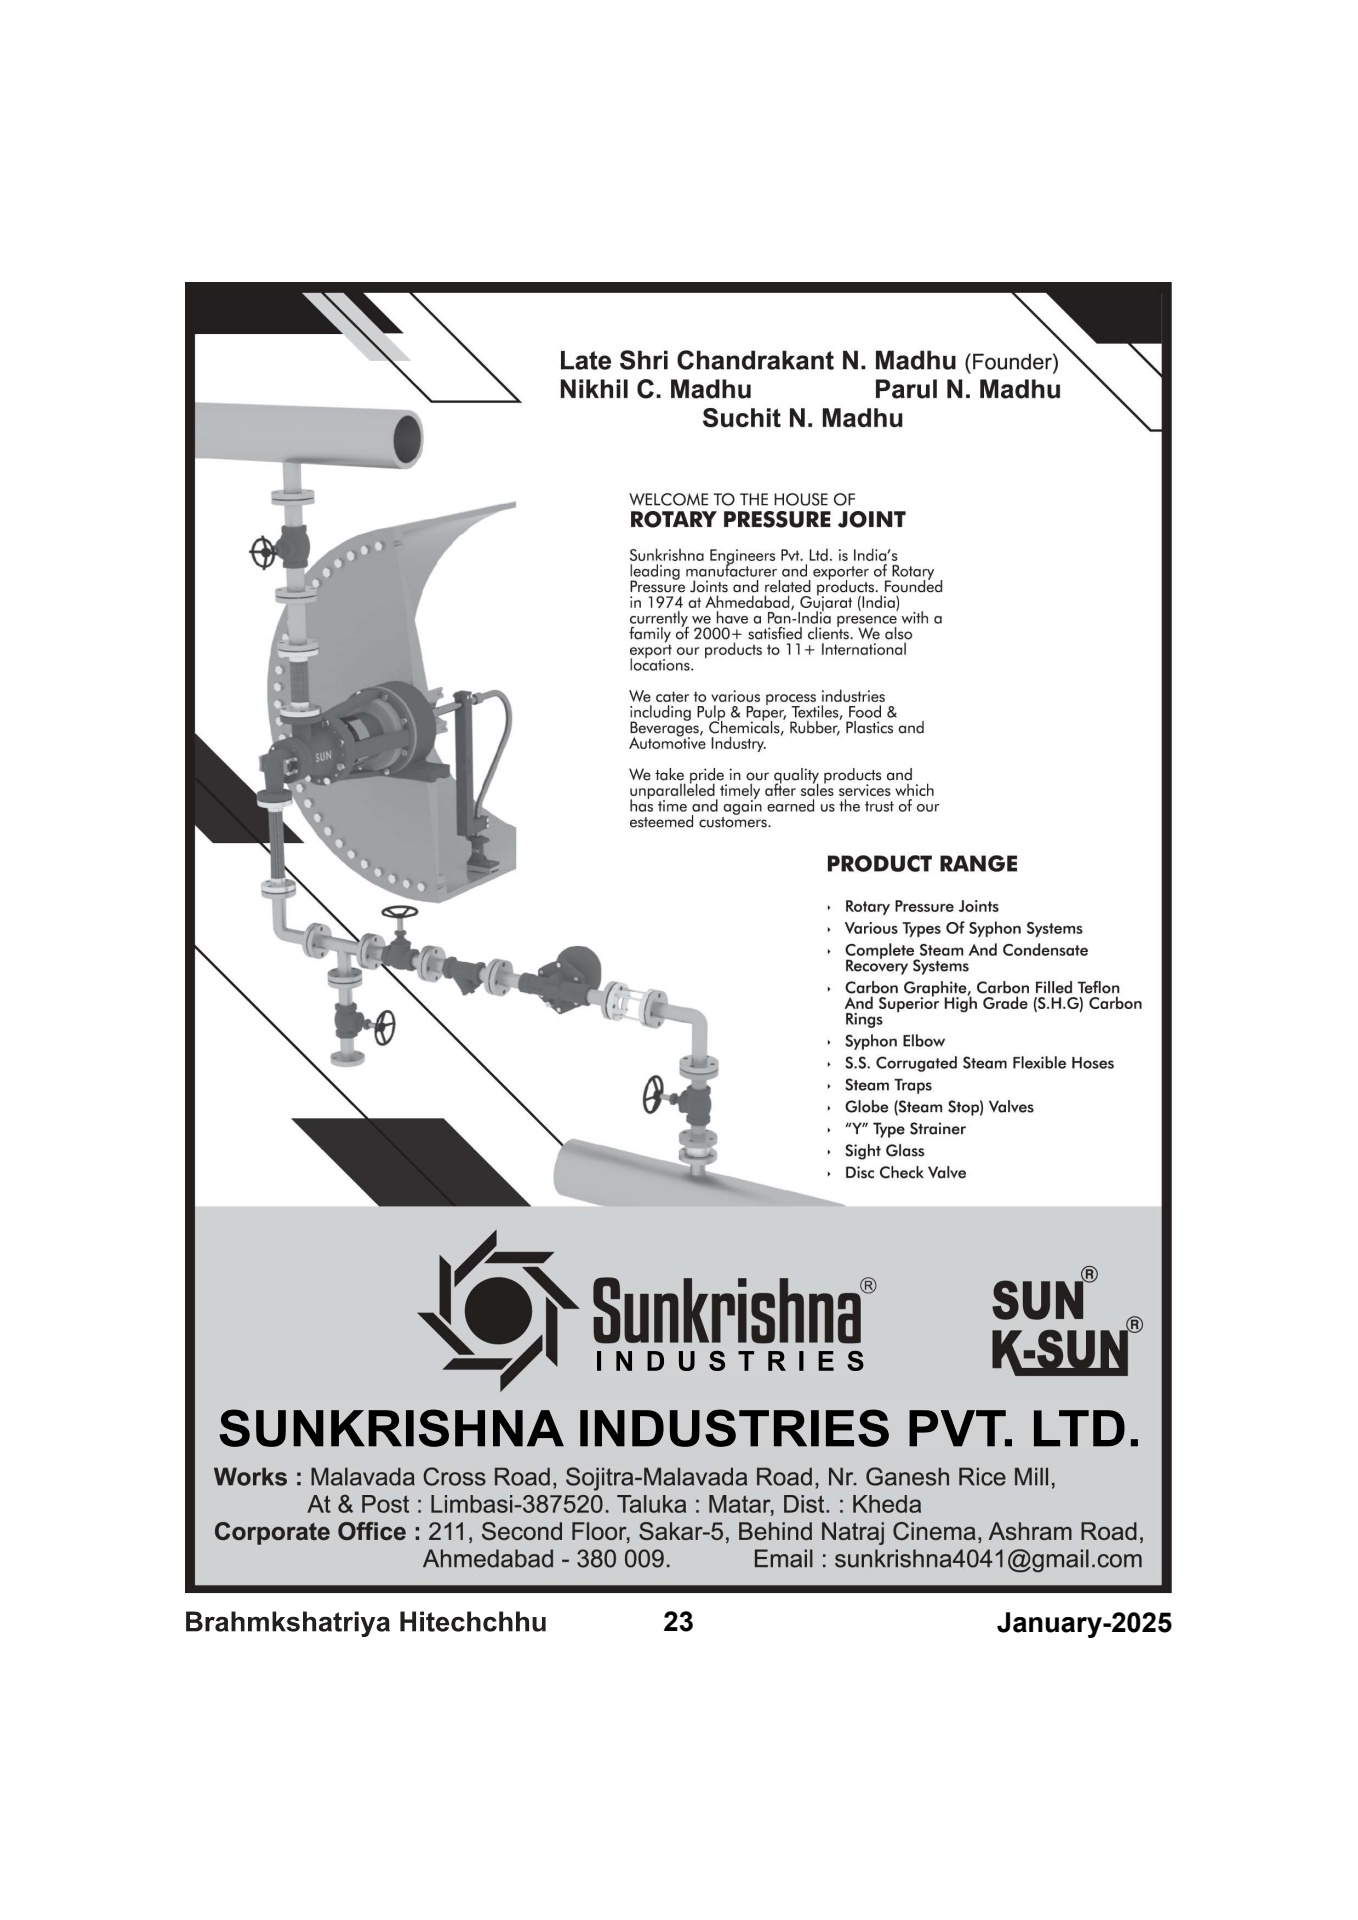 Late Shri Chandrakant N. Madhu (Founder)
Nikhil C. Madhu Parul N. Madhu
Suchit N. Madhu
WELCOME TO THE HOUSE OF
ROTARY PRESSURE JOINT
Sunkrishna Engineers Pvt. Ltd. is India's
leading manufacturer and exporter of Rotary
Pressure Joints and related products. Founded
in 1974 at Ahmedabad, Gujarat (India)
currently we have a Pan-India presence with a
family of 2000+ satisfied clients. We also
export our products to 11+ International
locations.
We cater to various process industries
including Pulp & Paper, Textiles, Food &
Beverages, Chemicals, Rubber, Plastics and
Automotive Industry.
We take pride in our quality products and
unparalleled timely after sales services which
has time and again earned us the trust of our
esteemed customers.
SUN
PRODUCT RANGE
Rotary Pressure Joints
Various Types Of Syphon Systems
Complete Steam And Condensate
Recovery Systems
Carbon Graphite, Carbon Filled Teflon
And Superior High Grade (S.H.G) Carbon
Rings
Syphon Elbow
S.S. Corrugated Steam Flexible Hoses
Steam Traps
Globe (Steam Stop) Valves
“Y” Type Strainer
Sight Glass
Disc Check Valve
Sunkrishna®
INDUSTRIES
SUN®
K-SUN®
SUNKRISHNA INDUSTRIES PVT. LTD.
Works : Malavada Cross Road, Sojitra-Malavada Road, Nr. Ganesh Rice Mill,
At & Post : Limbasi-387520. Taluka : Matar, Dist. : Kheda
Corporate Office : 211, Second Floor, Sakar-5, Behind Natraj Cinema, Ashram Road,
Ahmedabad - 380 009. Email : sunkrishna4041@gmail.com
Brahmkshatriya Hitechchhu 23 January-2025